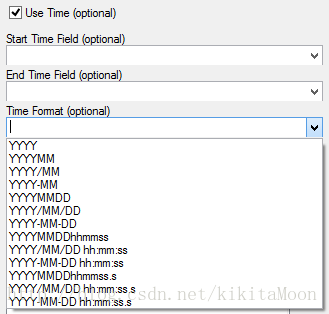 Use Time (optional)
Start Time Field (optional)
End Time Field (optional)
Time Format (optional)
YYYY
YYYYMM
YYYY/MM
YYYY-MM
YYYYMMDD
YYYY/MM/DD
YYYY-MM-DD
YYYYMMDDhhmmss
YYYY/MM/DD hh:mm:ss
YYYY-MM-DD hh:mm:ss
YYYYMMDDhhmmss.s
YYYY/MM/DD hh:mm:ss.s
YYYY-MM-DD hh:mm:ss.s
csdn.net/kikitaMoon